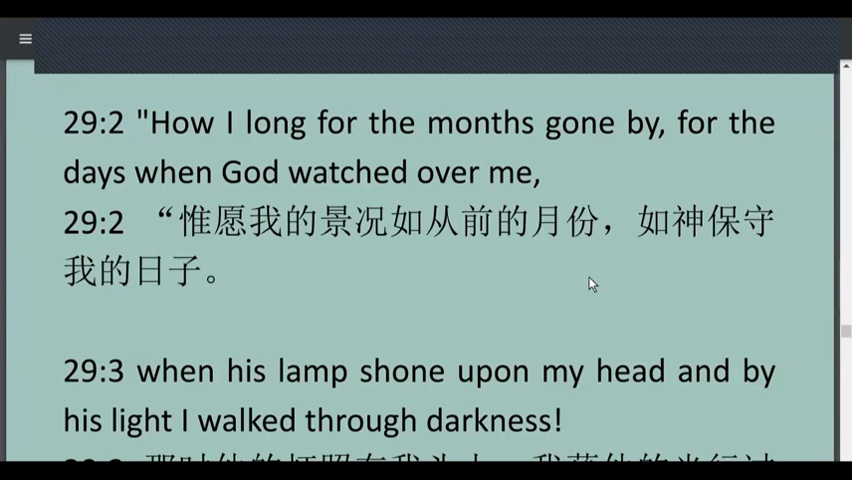 29:2 "How I long for the months gone by, for the
days when God watched over me,
29:2 “惟愿我的景况如从前的月份，如神保守
我的日子。
29:3 when his lamp shone upon my head and by
his light I walked through darkness!